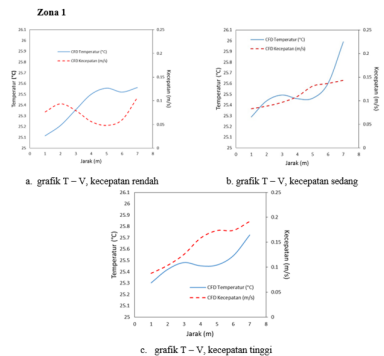 Zona 1
26.1
26
25.9
25.8
25.7
25.6
25.5
25.4
25.3
25.2
25.1
25
Temperatur (°C)
CFD Temperatur (°C)
CFD Kecepatan (m/s)
0.25
0.2
0.15
0.1
0.05
0
Kecepatan (m/s)
0 1 2 3 4 5 6 7 8
Jarak (m)
a. grafik T – V, kecepatan rendah
26.1
26
25.9
25.8
25.7
25.6
25.5
25.4
25.3
25.2
25.1
25
Temperatur (°C)
CFD Temperatur (°C)
CFD Kecepatan (m/s)
0.25
0.2
0.15
0.1
0.05
0
Kecepatan (m/s)
0 1 2 3 4 5 6 7 8
Jarak (m)
b. grafik T – V, kecepatan sedang
26.1
26
25.9
25.8
25.7
25.6
25.5
25.4
25.3
25.2
25.1
25
Temperatur (°C)
CFD Temperatur (°C)
CFD Kecepatan (m/s)
0.25
0.2
0.15
0.1
0.05
0
Kecepatan (m/s)
0 1 2 3 4 5 6 7 8
Jarak (m)
c. grafik T – V, kecepatan tinggi